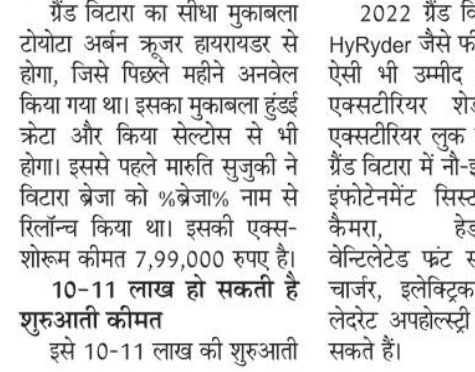 ग्रैंड विटारा का सीधा मुकाबला
टोयोटा अर्बन क्रूजर हायरायडर से
होगा, जिसे पिछले महीने अनवेल
किया गया था। इसका मुकाबला हुंडई
क्रेटा और किया सेल्टोस से भी
होगा। इससे पहले मारुति सुजुकी ने
विटारा ब्रेजा को %ब्रेजा% नाम से
रिलॉन्च किया था। इसकी एक्स-
शोरूम कीमत 7,99,000 रुपए है।
10-11 लाख हो सकती है
शुरुआती कीमत
इसे 10-11 लाख की शुरुआती
2022 ग्रैंड
HyRyder जैसे
ऐसी भी उम्मीद
एक्सटीरियर
एक्सटीरियर लुक
ग्रैंड विटारा में
इंफोटेनमेंट
कैमरा,
वेन्टिलेटेड फ्रंट
चार्जर,
लेदरेट अपहोल्स्ट्री
सकते हैं।